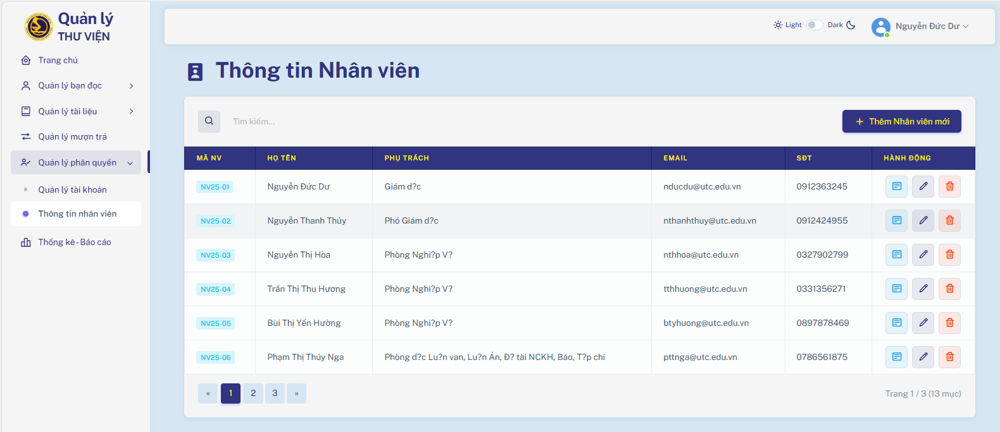 Quản lý
THƯ VIỆN
Trang chủ
Quản lý bạn đọc
Quản lý tài liệu
Quản lý mượn trả
Quản lý phân quyền
Quản lý tài khoản
Thông tin nhân viên
Thống kê - Báo cáo
Light Dark Nguyễn Đức Dư
Thông tin Nhân viên
Tìm kiếm... + Thêm Nhân viên mới
MÃ NV HỌ TÊN PHỤ TRÁCH EMAIL SĐT HÀNH ĐỘNG
NV25-01 Nguyễn Đức Dư Giám d?c nducdu@utc.edu.vn 0912363245
NV25-02 Nguyễn Thanh Thủy Phó Giám d?c nthanhthuy@utc.edu.vn 0912424955
NV25-03 Nguyễn Thị Hòa Phòng Nghi?p V? nthhoa@utc.edu.vn 0327902799
NV25-04 Trần Thị Thu Hương Phòng Nghi?p V? tthhuong@utc.edu.vn 0331356271
NV25-05 Bùi Thị Yến Hường Phòng Nghi?p V? btyhuong@utc.edu.vn 0897878469
NV25-06 Phạm Thị Thúy Nga Phòng d?c Lu?n van, Lu?n Án, Đ? tài NCKH, Báo, T?p chí pttnga@utc.edu.vn 0786561875
« 1 2 3 » Trang 1 / 3 (13 mục)